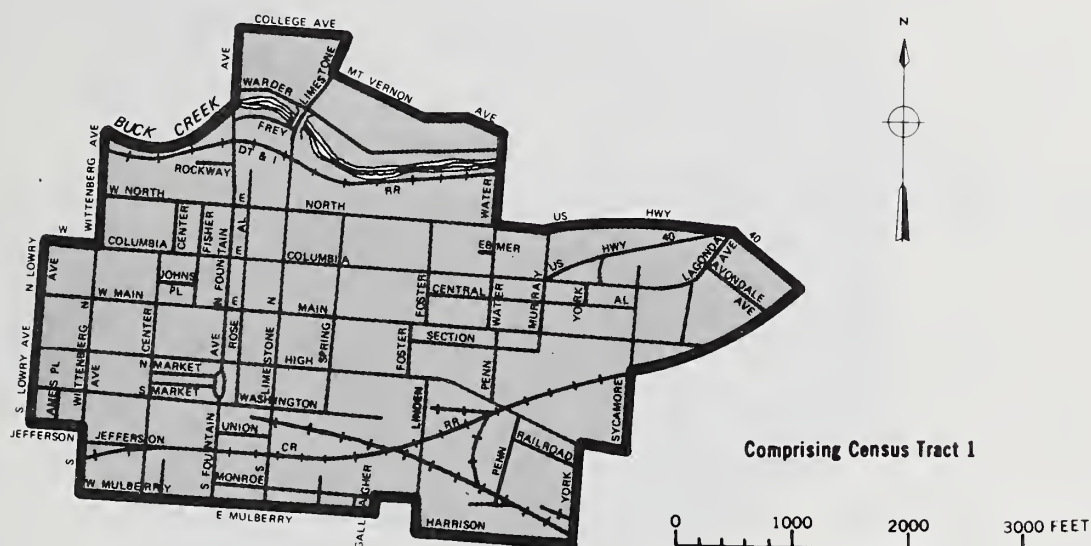 COLLEGE AVE
N
AVE
LIMESTONE
MT VERNON
AVE
WARDER
BUCK CREEK
FREY
WITTENBERG AVE
DT & I
RR
ROCKWAY
WATER
W NORTH
E
NORTH
US HWY 40
AL
E
CENTER
FISHER
FOUNTAIN
N
W
COLUMBIA
COLUMBIA
EBMER
US HWY 40
LAGONDA AVE
AVONDALE AVE
N LOWRY AVE
JOHNS PL
FOSTER
CENTRAL
WATER
MURRAY
YORK
AL
W MAIN
E
MAIN
WITTENBERG AVE
N
CENTER
AVE
ROSE
LIMESTONE
N
SPRING
FOSTER
SECTION
HIGH
S LOWRY AVE
N MARKET
S MARKET
PENN
AMES PL
WASHINGTON
LINDEN
SYCAMORE
JEFFERSON
JEFFERSON
S
S FOUNTAIN
UNION
CR
RR
RAILROAD
PENN
Comprising Census Tract 1
MONROE
S
W MULBERRY
E MULBERRY
GALLAUGHER
HARRISON
YORK
0 1000 2000 3000 FEET